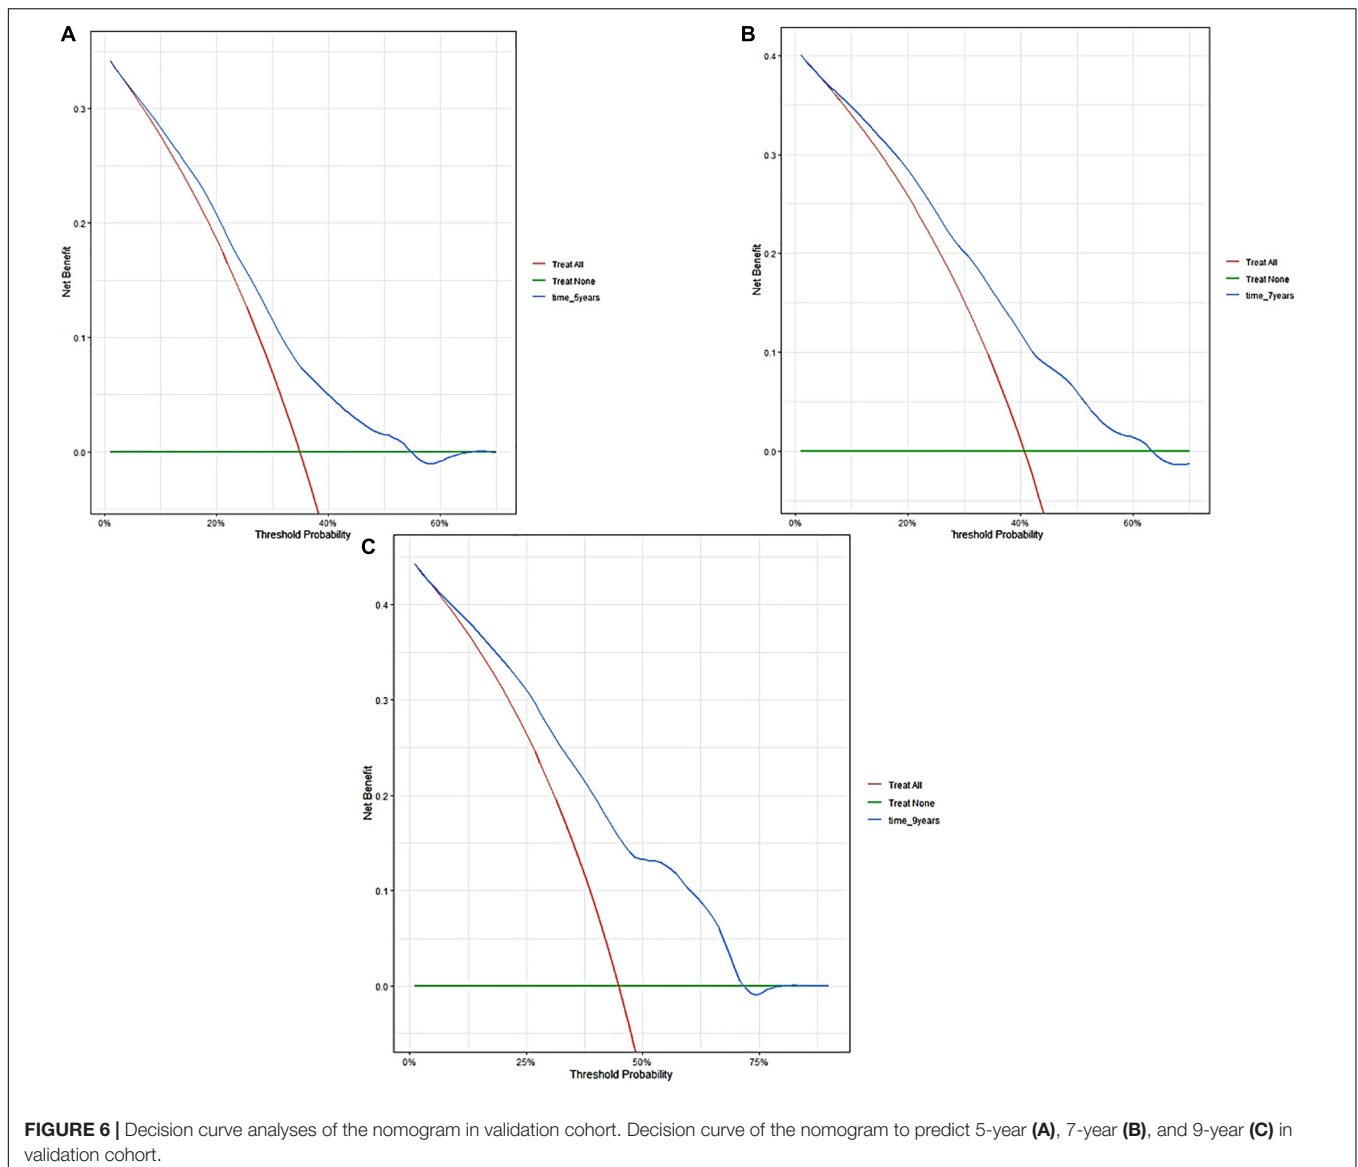 A
0.3
0.2
0.1
0.0
Net Benefit
0%
20%
40%
60%
Threshold Probability
Treat All
Treat None
time_5years
B
0.4
0.3
0.2
0.1
0.0
Net Benefit
0%
20%
40%
60%
Threshold Probability
Treat All
Treat None
time_7years
C
0.4
0.3
0.2
0.1
0.0
Net Benefit
0%
25%
50%
75%
Threshold Probability
Treat All
Treat None
time_9years
FIGURE 6 | Decision curve analyses of the nomogram in validation cohort. Decision curve of the nomogram to predict 5-year (A), 7-year (B), and 9-year (C) in
validation cohort.